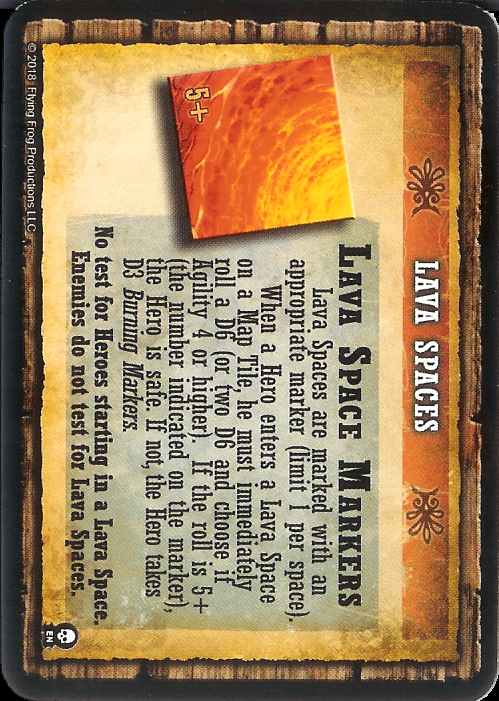 LAVA SPACES
5+
LAVA SPACE MARKERS
Lava Spaces are marked with an
appropriate marker (limit 1 per space).
When a Hero enters a Lava Space
on a Map Tile, he must immediately
roll a D6 (or two D6 and choose if
Agility 4 or higher). If the roll is 5+
(the number indicated on the marker),
the Hero is safe. If not, the Hero takes
D3 Burning Markers.
No test for Heroes starting in a Lava Space.
Enemies do not test for Lava Spaces.
© 2018 Flying Frog Productions LLC
EN